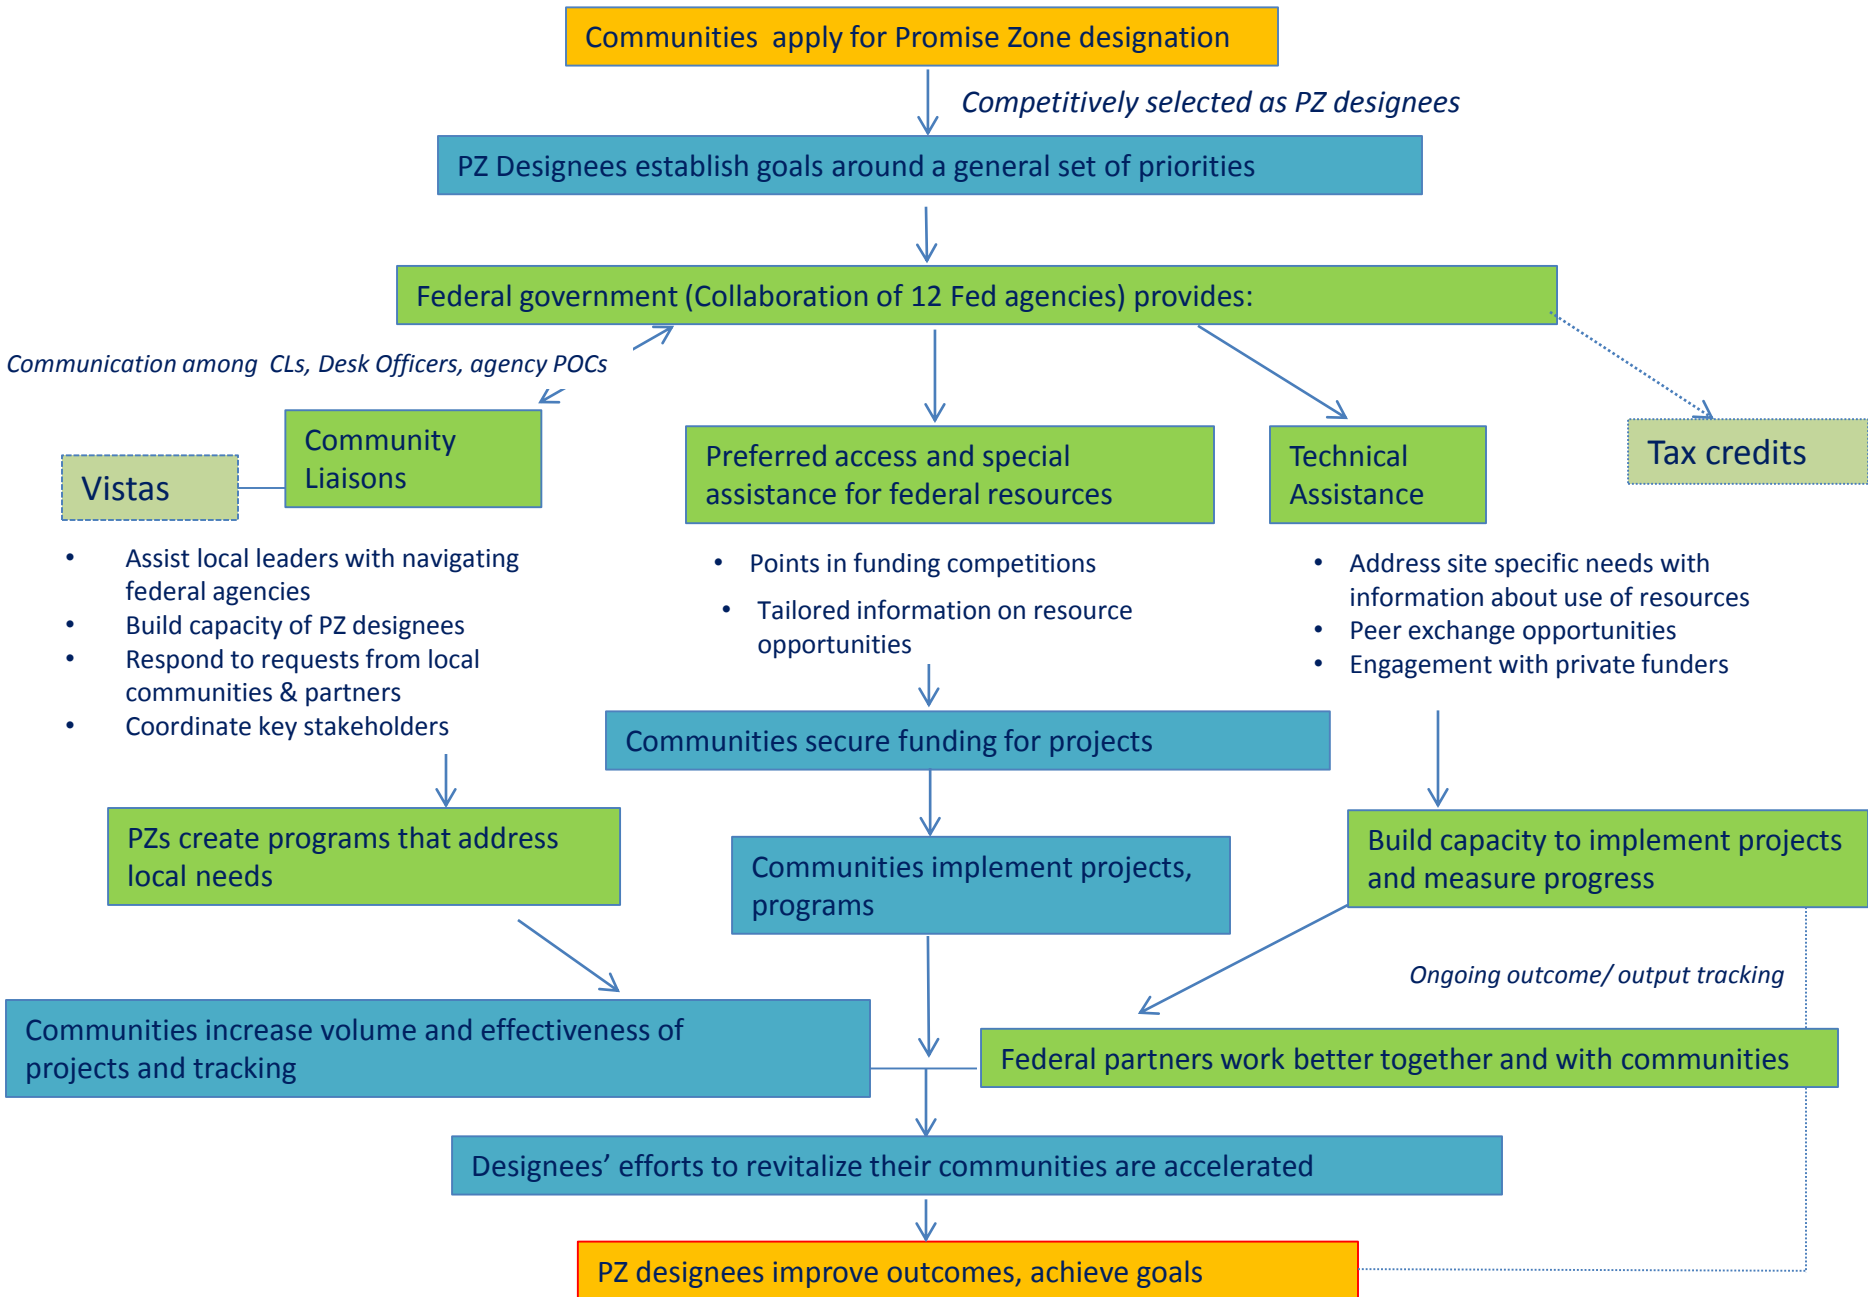 Communities apply for Promise Zone designation
Competitively selected as PZ designees
PZ Designees establish goals around a general set of priorities
Federal government (Collaboration of 12 Fed agencies) provides:
Communication among CLs, Desk Officers, agency POCs
Vistas
Community
Liaisons
Preferred access and special
assistance for federal resources
Technical
Assistance
Tax credits
• Assist local leaders with navigating
federal agencies
• Build capacity of PZ designees
• Respond to requests from local
communities & partners
• Coordinate key stakeholders
• Points in funding competitions
• Tailored information on resource
opportunities
• Address site specific needs with
information about use of resources
• Peer exchange opportunities
• Engagement with private funders
Communities secure funding for projects
PZs create programs that address
local needs
Communities implement projects,
programs
Build capacity to implement projects
and measure progress
Ongoing outcome/ output tracking
Communities increase volume and effectiveness of
projects and tracking
Federal partners work better together and with communities
Designees’ efforts to revitalize their communities are accelerated
PZ designees improve outcomes, achieve goals